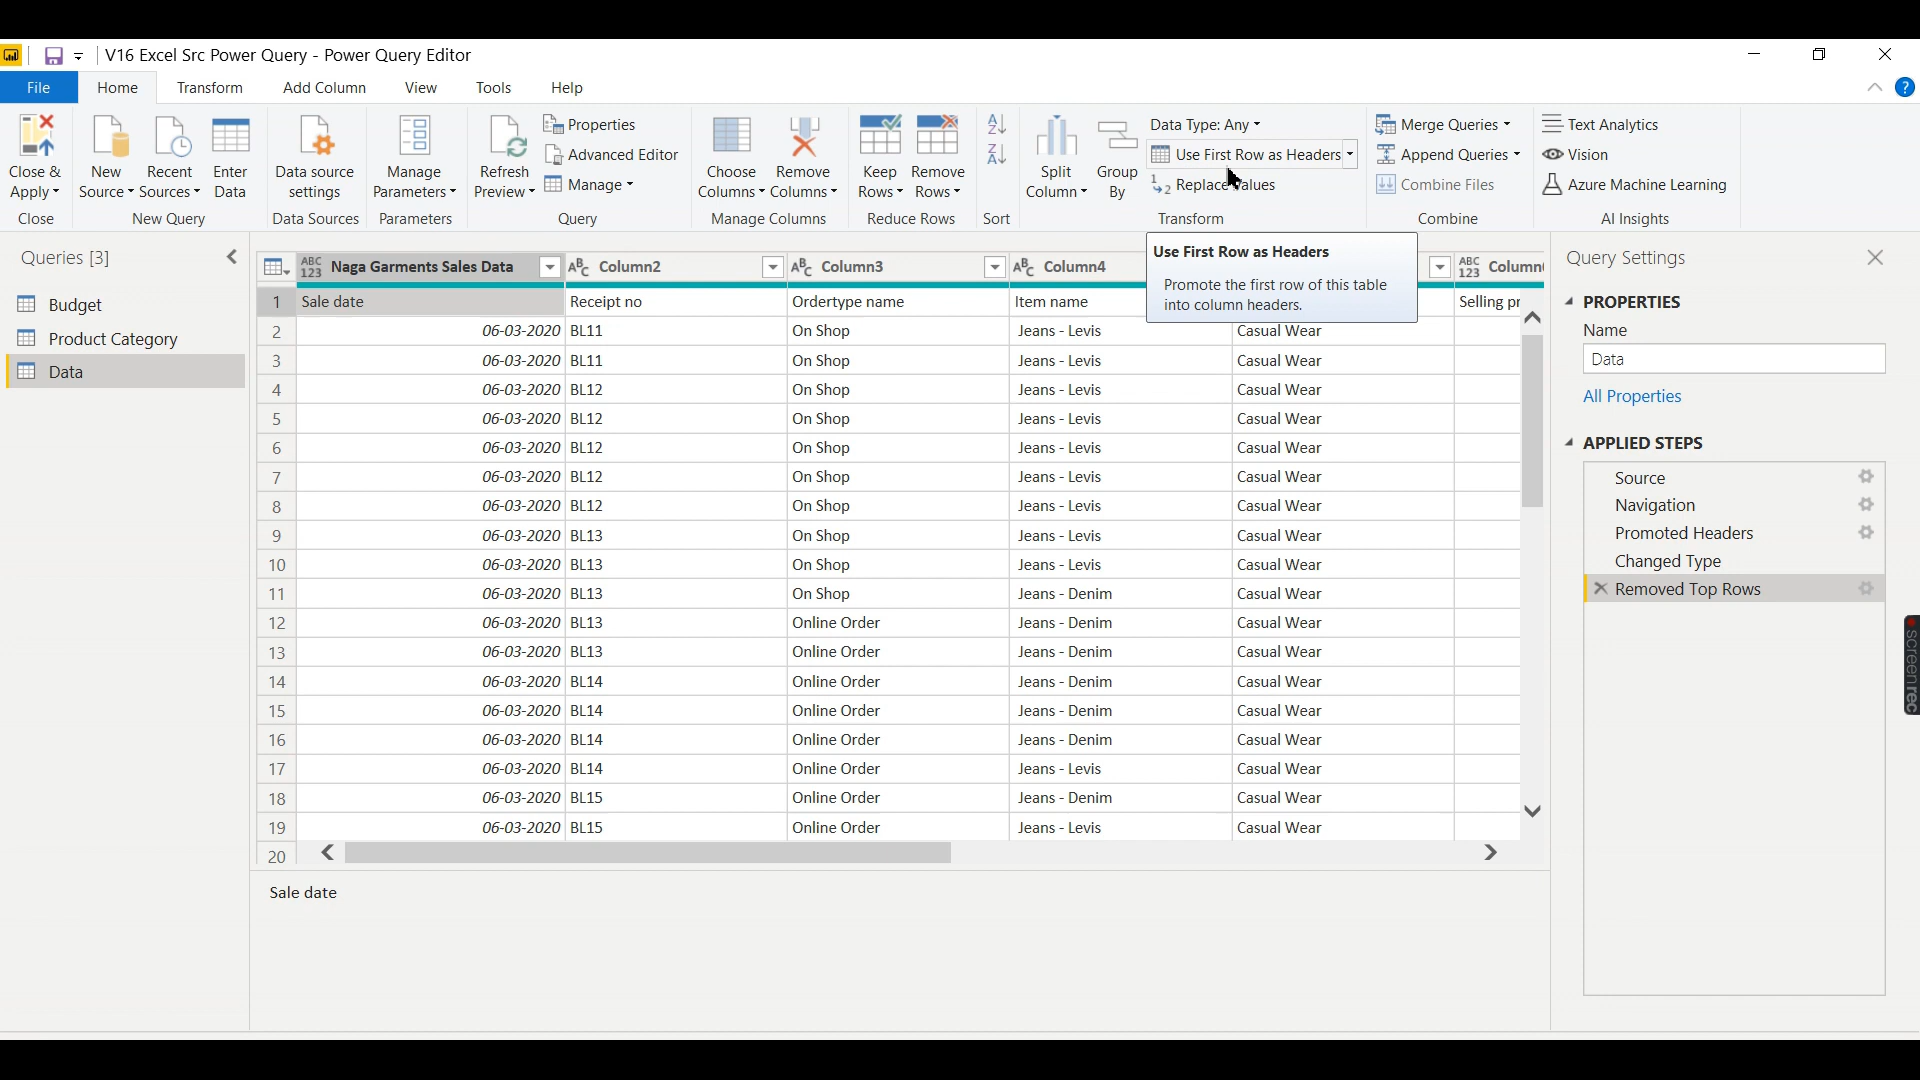 V16 Excel Src Power Query - Power Query Editor
File Home Transform Add Column View Tools Help
Close & Apply
Close
New Source
Recent Sources
Enter Data
New Query
Data source settings
Data Sources
Manage Parameters
Parameters
Refresh Preview
Properties
Advanced Editor
Manage
Query
Choose Columns
Remove Columns
Manage Columns
Keep Rows
Remove Rows
Reduce Rows
Sort
Split Column
Group By
Data Type: Any
Use First Row as Headers
Replace Values
Transform
Merge Queries
Append Queries
Combine Files
Combine
Text Analytics
Vision
Azure Machine Learning
AI Insights
Use First Row as Headers
Promote the first row of this table
into column headers.
Queries [3]
Budget
Product Category
Data
ABC 123 Naga Garments Sales Data ABC Column2 ABC Column3 ABC Column4 ABC 123 Column
1 Sale date Receipt no Ordertype name Item name Selling pr
2 06-03-2020 BL11 On Shop Jeans - Levis Casual Wear
3 06-03-2020 BL11 On Shop Jeans - Levis Casual Wear
4 06-03-2020 BL12 On Shop Jeans - Levis Casual Wear
5 06-03-2020 BL12 On Shop Jeans - Levis Casual Wear
6 06-03-2020 BL12 On Shop Jeans - Levis Casual Wear
7 06-03-2020 BL12 On Shop Jeans - Levis Casual Wear
8 06-03-2020 BL12 On Shop Jeans - Levis Casual Wear
9 06-03-2020 BL13 On Shop Jeans - Levis Casual Wear
10 06-03-2020 BL13 On Shop Jeans - Levis Casual Wear
11 06-03-2020 BL13 On Shop Jeans - Denim Casual Wear
12 06-03-2020 BL13 Online Order Jeans - Denim Casual Wear
13 06-03-2020 BL13 Online Order Jeans - Denim Casual Wear
14 06-03-2020 BL14 Online Order Jeans - Denim Casual Wear
15 06-03-2020 BL14 Online Order Jeans - Denim Casual Wear
16 06-03-2020 BL14 Online Order Jeans - Denim Casual Wear
17 06-03-2020 BL14 Online Order Jeans - Levis Casual Wear
18 06-03-2020 BL15 Online Order Jeans - Denim Casual Wear
19 06-03-2020 BL15 Online Order Jeans - Levis Casual Wear
20
Sale date
Query Settings
PROPERTIES
Name
Data
All Properties
APPLIED STEPS
Source
Navigation
Promoted Headers
Changed Type
Removed Top Rows
screenrec